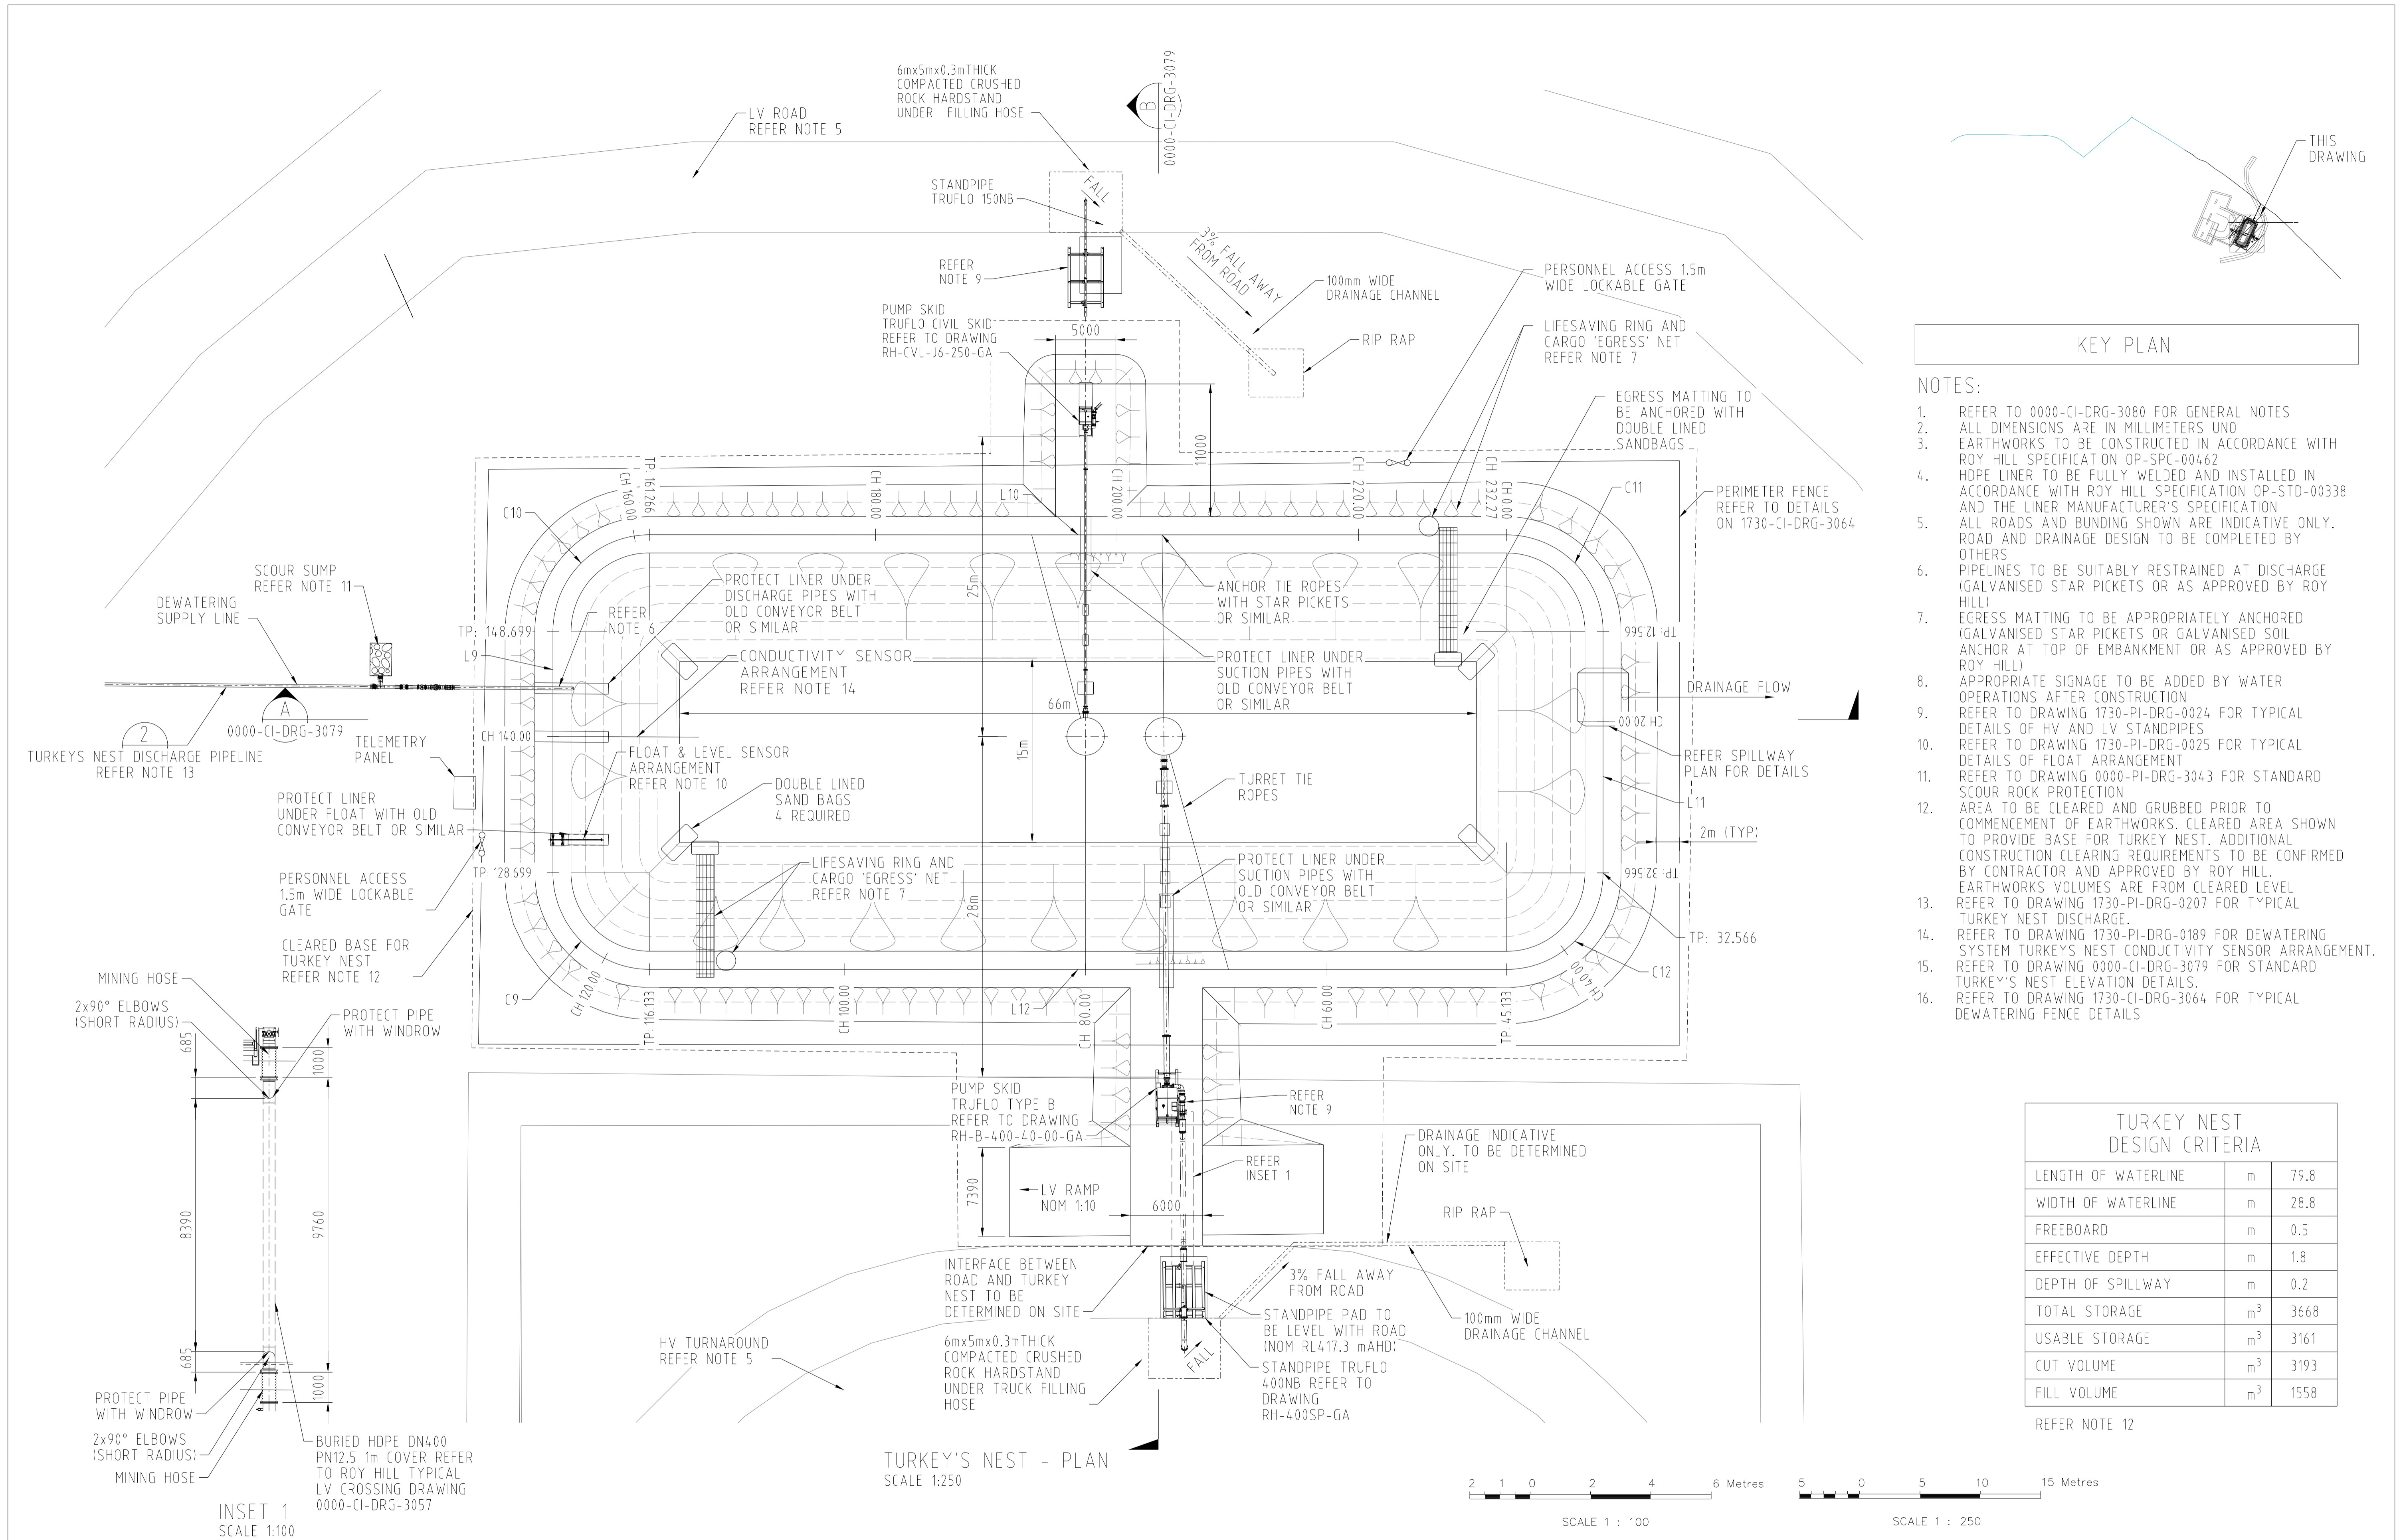 6mx5mx0.3mTHICK
COMPACTED CRUSHED
ROCK HARDSTAND
UNDER FILLING HOSE
LV ROAD
REFER NOTE 5
B
0000-CI-DRG-3079
THIS
DRAWING
STANDPIPE
TRUFLO 150NB
FALL
3% FALL AWAY
FROM ROAD
REFER
NOTE 9
100mm WIDE
DRAINAGE CHANNEL
RIP RAP
PUMP SKID
TRUFLO CIVIL SKID
REFER TO DRAWING
RH-CVL-J6-250-GA
5000
11000
PERSONNEL ACCESS 1.5m
WIDE LOCKABLE GATE
LIFESAVING RING AND
CARGO 'EGRESS' NET
REFER NOTE 7
EGRESS MATTING TO
BE ANCHORED WITH
DOUBLE LINED
SANDBAGS
PERIMETER FENCE
REFER TO DETAILS
ON 1730-CI-DRG-3064
KEY PLAN
NOTES:
1. REFER TO 0000-CI-DRG-3080 FOR GENERAL NOTES
2. ALL DIMENSIONS ARE IN MILLIMETERS UNO
3. EARTHWORKS TO BE CONSTRUCTED IN ACCORDANCE WITH
ROY HILL SPECIFICATION OP-SPC-00462
4. HDPE LINER TO BE FULLY WELDED AND INSTALLED IN
ACCORDANCE WITH ROY HILL SPECIFICATION OP-STD-00338
AND THE LINER MANUFACTURER'S SPECIFICATION
5. ALL ROADS AND BUNDING SHOWN ARE INDICATIVE ONLY.
ROAD AND DRAINAGE DESIGN TO BE COMPLETED BY
OTHERS
6. PIPELINES TO BE SUITABLY RESTRAINED AT DISCHARGE
(GALVANISED STAR PICKETS OR AS APPROVED BY ROY
HILL)
7. EGRESS MATTING TO BE APPROPRIATELY ANCHORED
(GALVANISED STAR PICKETS OR GALVANISED SOIL
ANCHOR AT TOP OF EMBANKMENT OR AS APPROVED BY
ROY HILL)
8. APPROPRIATE SIGNAGE TO BE ADDED BY WATER
OPERATIONS AFTER CONSTRUCTION
9. REFER TO DRAWING 1730-PI-DRG-0024 FOR TYPICAL
DETAILS OF HV AND LV STANDPIPES
10. REFER TO DRAWING 1730-PI-DRG-0025 FOR TYPICAL
DETAILS OF FLOAT ARRANGEMENT
11. REFER TO DRAWING 0000-PI-DRG-3043 FOR STANDARD
SCOUR ROCK PROTECTION
12. AREA TO BE CLEARED AND GRUBBED PRIOR TO
COMMENCEMENT OF EARTHWORKS. CLEARED AREA SHOWN
TO PROVIDE BASE FOR TURKEY NEST. ADDITIONAL
CONSTRUCTION CLEARING REQUIREMENTS TO BE CONFIRMED
BY CONTRACTOR AND APPROVED BY ROY HILL.
EARTHWORKS VOLUMES ARE FROM CLEARED LEVEL
13. REFER TO DRAWING 1730-PI-DRG-0207 FOR TYPICAL
TURKEY NEST DISCHARGE.
14. REFER TO DRAWING 1730-PI-DRG-0189 FOR DEWATERING
SYSTEM TURKEYS NEST CONDUCTIVITY SENSOR ARRANGEMENT.
15. REFER TO DRAWING 0000-CI-DRG-3079 FOR STANDARD
TURKEY'S NEST ELEVATION DETAILS.
16. REFER TO DRAWING 1730-CI-DRG-3064 FOR TYPICAL
DEWATERING FENCE DETAILS
TP: 161.266
CH 160.00
CH 180.00
CH 200.00
CH 220.00
CH 232.27
CH 0.00
C10
L10
C11
25m
SCOUR SUMP
REFER NOTE 11
DEWATERING
SUPPLY LINE
PROTECT LINER UNDER
DISCHARGE PIPES WITH
OLD CONVEYOR BELT
OR SIMILAR
REFER
NOTE 6
TP: 148.699
L9
ANCHOR TIE ROPES
WITH STAR PICKETS
OR SIMILAR
TP: 12.566
CONDUCTIVITY SENSOR
ARRANGEMENT
REFER NOTE 14
PROTECT LINER UNDER
SUCTION PIPES WITH
OLD CONVEYOR BELT
OR SIMILAR
DRAINAGE FLOW
66m
15m
A
0000-CI-DRG-3079
2
TURKEYS NEST DISCHARGE PIPELINE
REFER NOTE 13
CH 140.00
CH 20.00
TELEMETRY
PANEL
FLOAT & LEVEL SENSOR
ARRANGEMENT
REFER NOTE 10
REFER SPILLWAY
PLAN FOR DETAILS
DOUBLE LINED
SAND BAGS
4 REQUIRED
TURRET TIE
ROPES
PROTECT LINER
UNDER FLOAT WITH OLD
CONVEYOR BELT OR SIMILAR
L11
2m (TYP)
TP: 128.699
TP: 32.566
PERSONNEL ACCESS
1.5m WIDE LOCKABLE
GATE
LIFESAVING RING AND
CARGO 'EGRESS' NET
REFER NOTE 7
28m
PROTECT LINER UNDER
SUCTION PIPES WITH
OLD CONVEYOR BELT
OR SIMILAR
TP: 32.566
CLEARED BASE FOR
TURKEY NEST
REFER NOTE 12
C9
CH 120.00
TP 116.133
CH 100.00
L12
CH 80.00
CH 60.00
TP 45.133
CH 40.00
C12
MINING HOSE
2x90° ELBOWS
(SHORT RADIUS)
PROTECT PIPE
WITH WINDROW
685
1000
8390
9760
685
1000
PROTECT PIPE
WITH WINDROW
2x90° ELBOWS
(SHORT RADIUS)
MINING HOSE
BURIED HDPE DN400
PN12.5 1m COVER REFER
TO ROY HILL TYPICAL
LV CROSSING DRAWING
0000-CI-DRG-3057
INSET 1
SCALE 1:100
PUMP SKID
TRUFLO TYPE B
REFER TO DRAWING
RH-B-400-40-00-GA
REFER
NOTE 9
DRAINAGE INDICATIVE
ONLY. TO BE DETERMINED
ON SITE
REFER
INSET 1
7390
LV RAMP
NOM 1:10
6000
RIP RAP
INTERFACE BETWEEN
ROAD AND TURKEY
NEST TO BE
DETERMINED ON SITE
3% FALL AWAY
FROM ROAD
STANDPIPE PAD TO
BE LEVEL WITH ROAD
(NOM RL417.3 mAHD)
100mm WIDE
DRAINAGE CHANNEL
HV TURNAROUND
REFER NOTE 5
6mx5mx0.3mTHICK
COMPACTED CRUSHED
ROCK HARDSTAND
UNDER TRUCK FILLING
HOSE
FALL
STANDPIPE TRUFLO
400NB REFER TO
DRAWING
RH-400SP-GA
TURKEY'S NEST - PLAN
SCALE 1:250
TURKEY NEST
DESIGN CRITERIA
LENGTH OF WATERLINE m 79.8
WIDTH OF WATERLINE m 28.8
FREEBOARD m 0.5
EFFECTIVE DEPTH m 1.8
DEPTH OF SPILLWAY m 0.2
TOTAL STORAGE m³ 3668
USABLE STORAGE m³ 3161
CUT VOLUME m³ 3193
FILL VOLUME m³ 1558
REFER NOTE 12
2 1 0 2 4 6 Metres
SCALE 1 : 100
5 0 5 10 15 Metres
SCALE 1 : 250